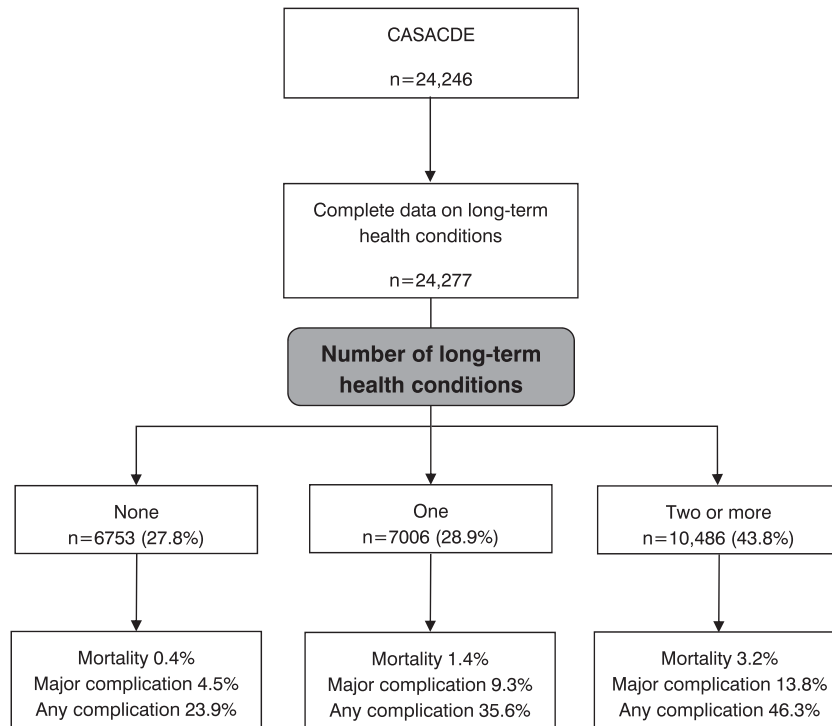 CASACDE
n=24,246
Complete data on long-term
health conditions
n=24,277
Number of long-term
health conditions
None
n=6753 (27.8%)
One
n=7006 (28.9%)
Two or more
n=10,486 (43.8%)
Mortality 0.4%
Major complication 4.5%
Any complication 23.9%
Mortality 1.4%
Major complication 9.3%
Any complication 35.6%
Mortality 3.2%
Major complication 13.8%
Any complication 46.3%